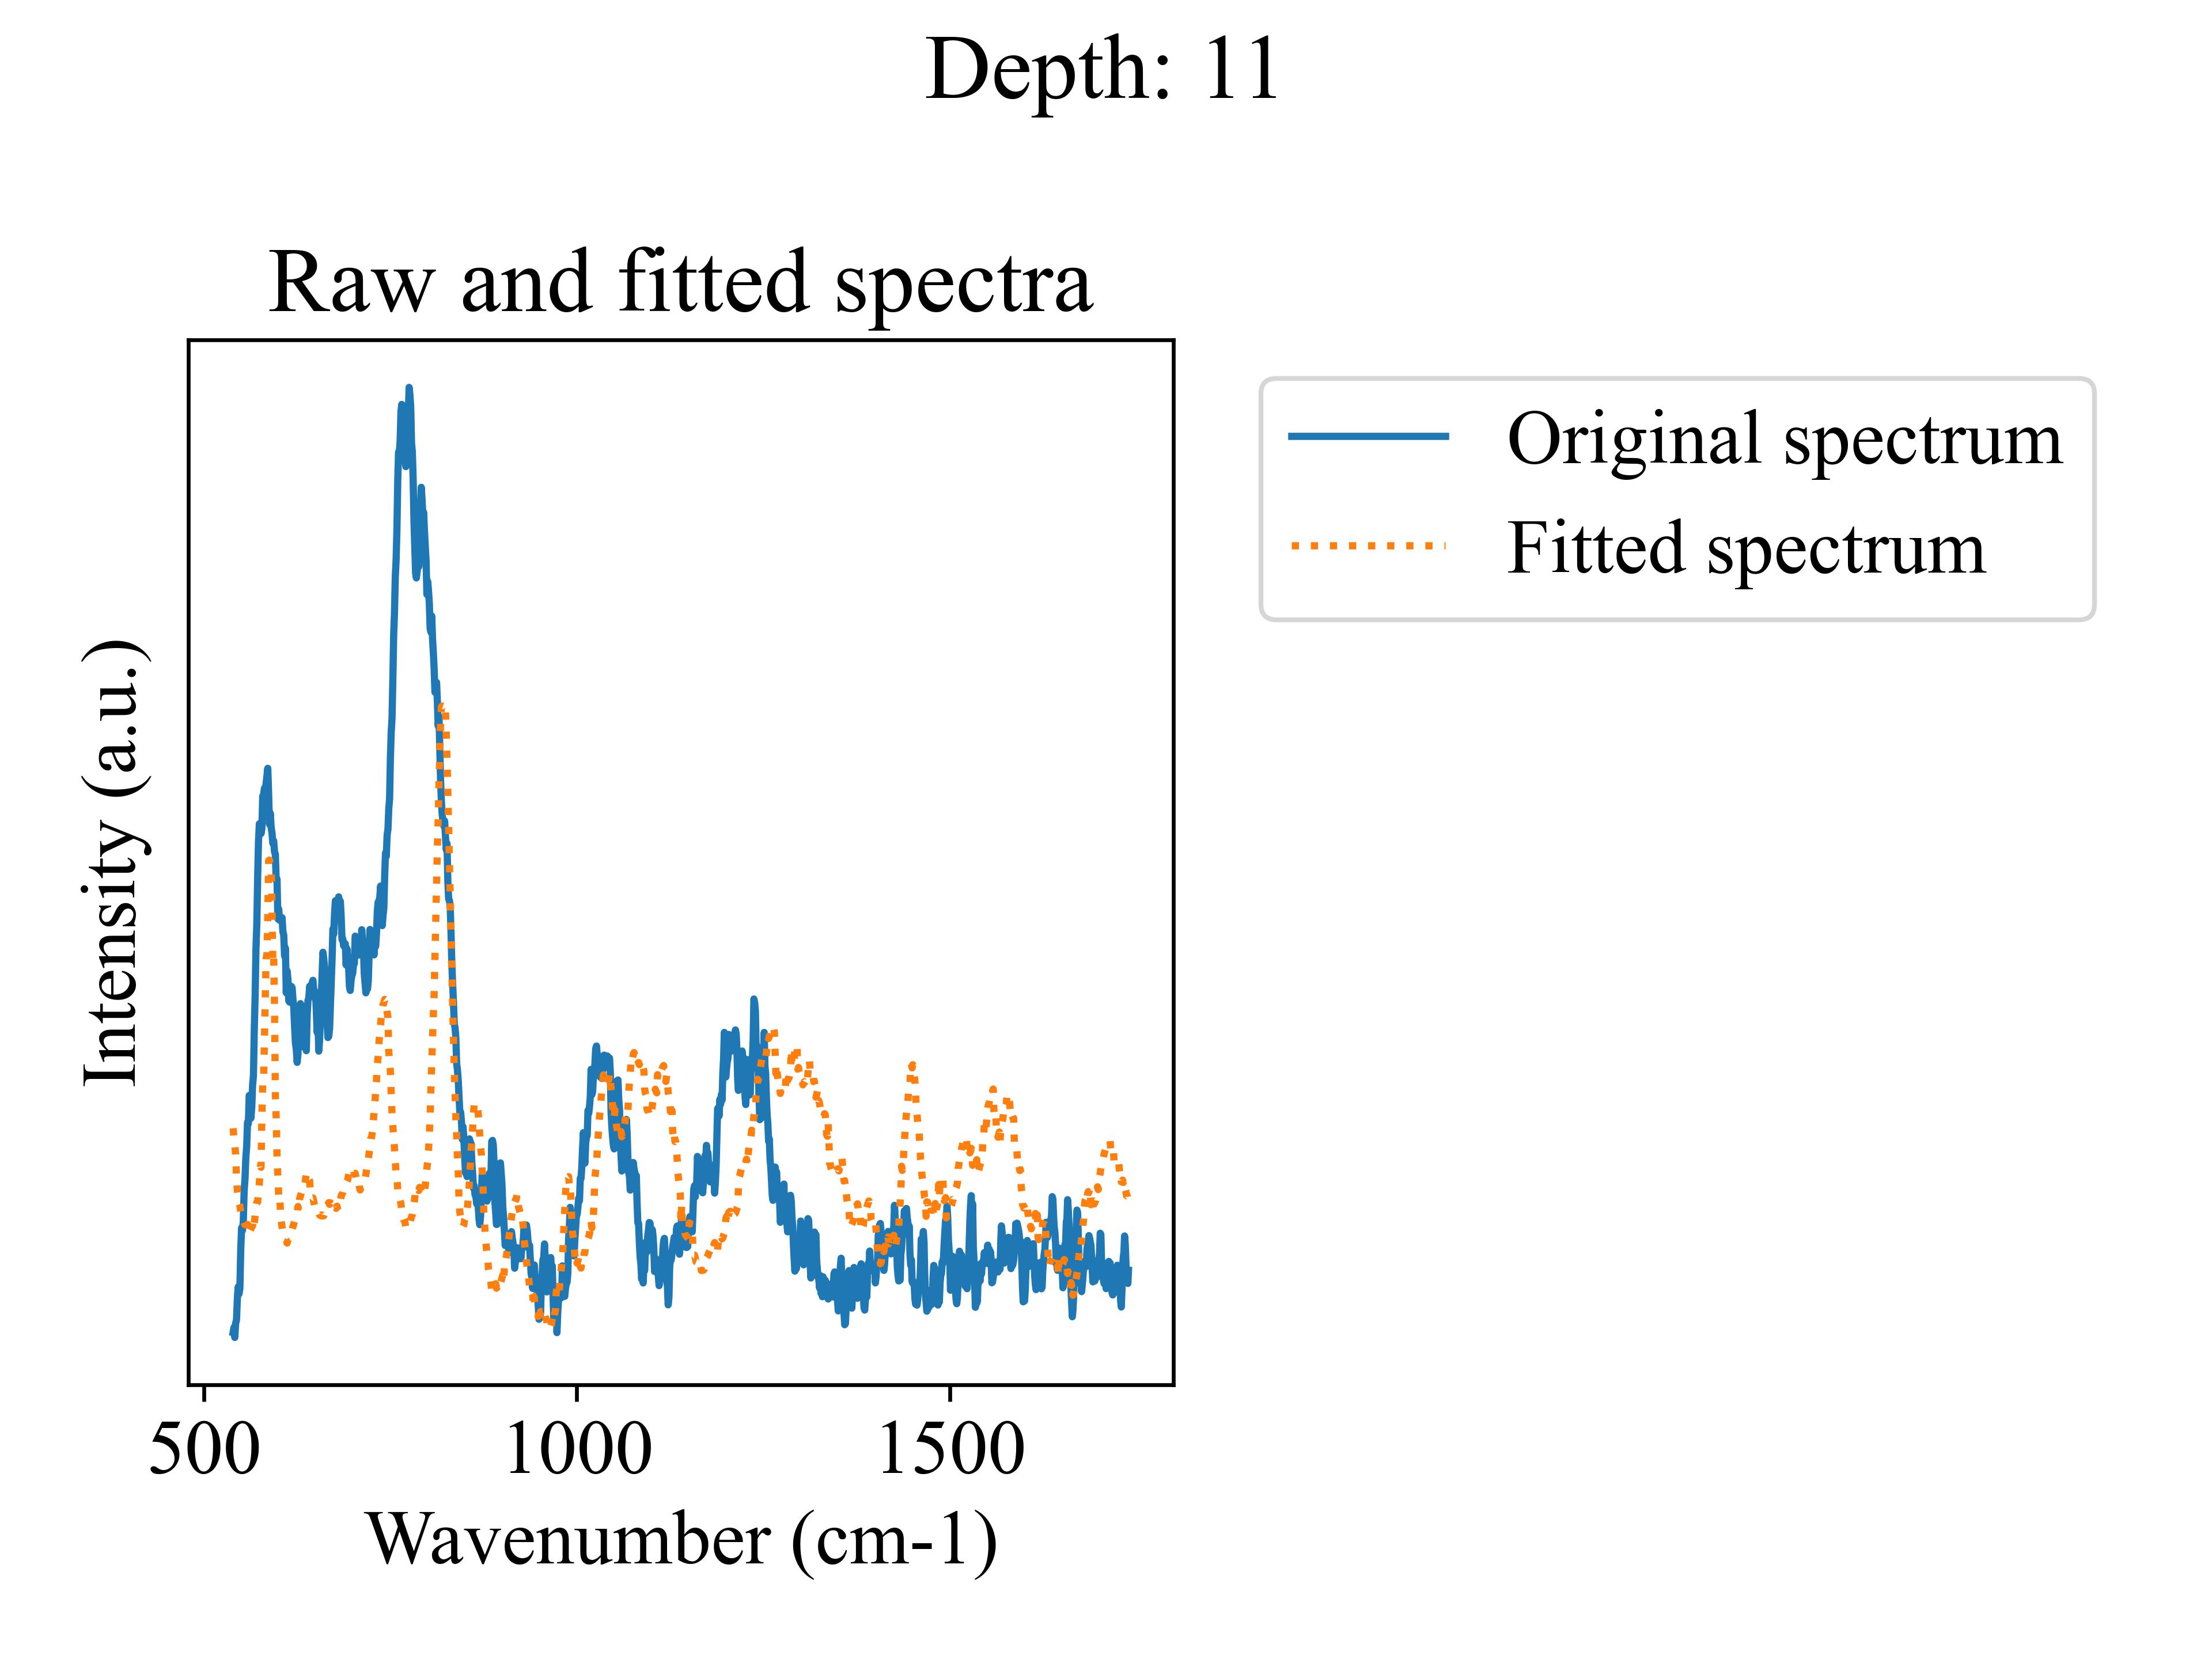 Depth: 11
Raw and fitted spectra
Original spectrum
Fitted spectrum
Intensity (a.u.)
500 1000 1500
Wavenumber (cm-1)